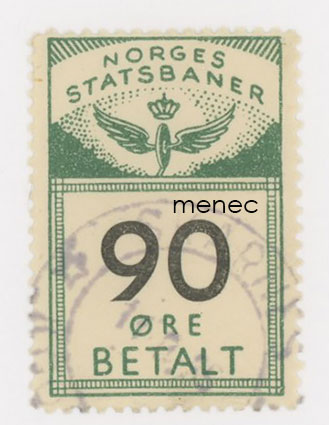 NORGES
STATSBANER
menec
90
ØRE
BETALT